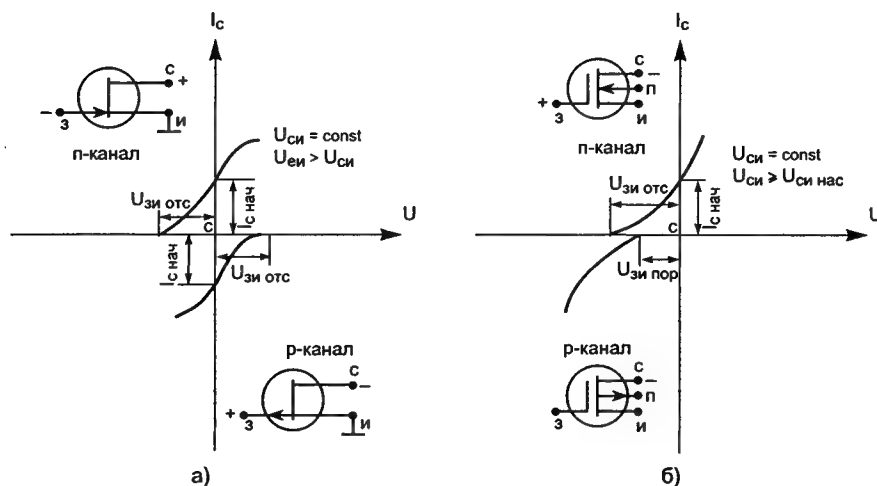 Iс
с
+
–
з
и
п-канал
Uси = const
Uеи > Uси
Uзи отс
Iс нач
U
с
Iс нач
Uзи отс
р-канал
с
–
+
з
и
а)
Iс
с
–
п
+
з
и
п-канал
Uси = const
Uси ⩾ Uси нас
Uзи отс
Iс нач
U
Uзи пор
р-канал
с
–
п
з
и
б)